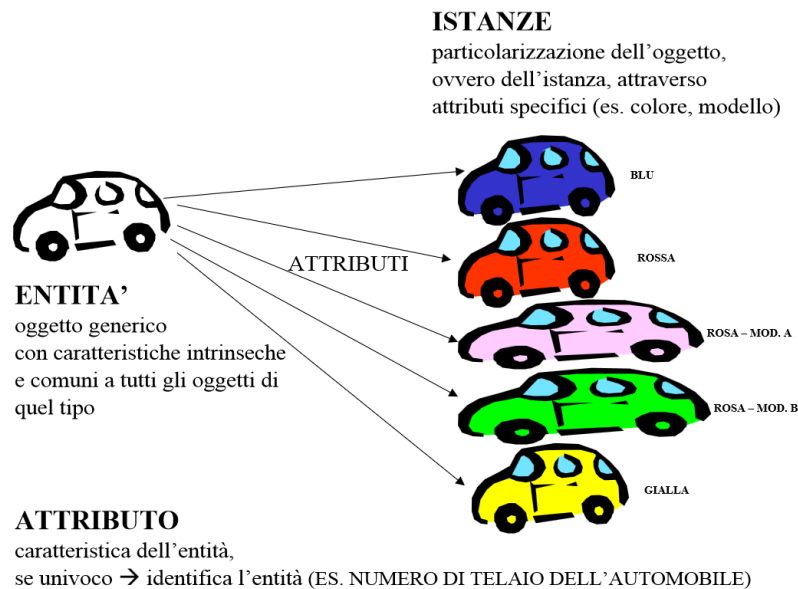 ISTANZE
particolarizzazione dell’oggetto,
ovvero dell’istanza, attraverso
attributi specifici (es. colore, modello)
BLU
ROSSA
ATTRIBUTI
ENTITA’
oggetto generico
con caratteristiche intrinseche
e comuni a tutti gli oggetti di
quel tipo
ROSA – MOD. A
ROSA – MOD. B
GIALLA
ATTRIBUTO
caratteristica dell’entità,
se univoco → identifica l’entità (ES. NUMERO DI TELAIO DELL’AUTOMOBILE)